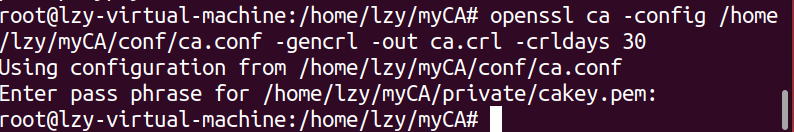 root@lzy-virtual-machine:/home/lzy/myCA# openssl ca -config /home
/lzy/myCA/conf/ca.conf -gencrl -out ca.crl -crldays 30
Using configuration from /home/lzy/myCA/conf/ca.conf
Enter pass phrase for /home/lzy/myCA/private/cakey.pem:
root@lzy-virtual-machine:/home/lzy/myCA#